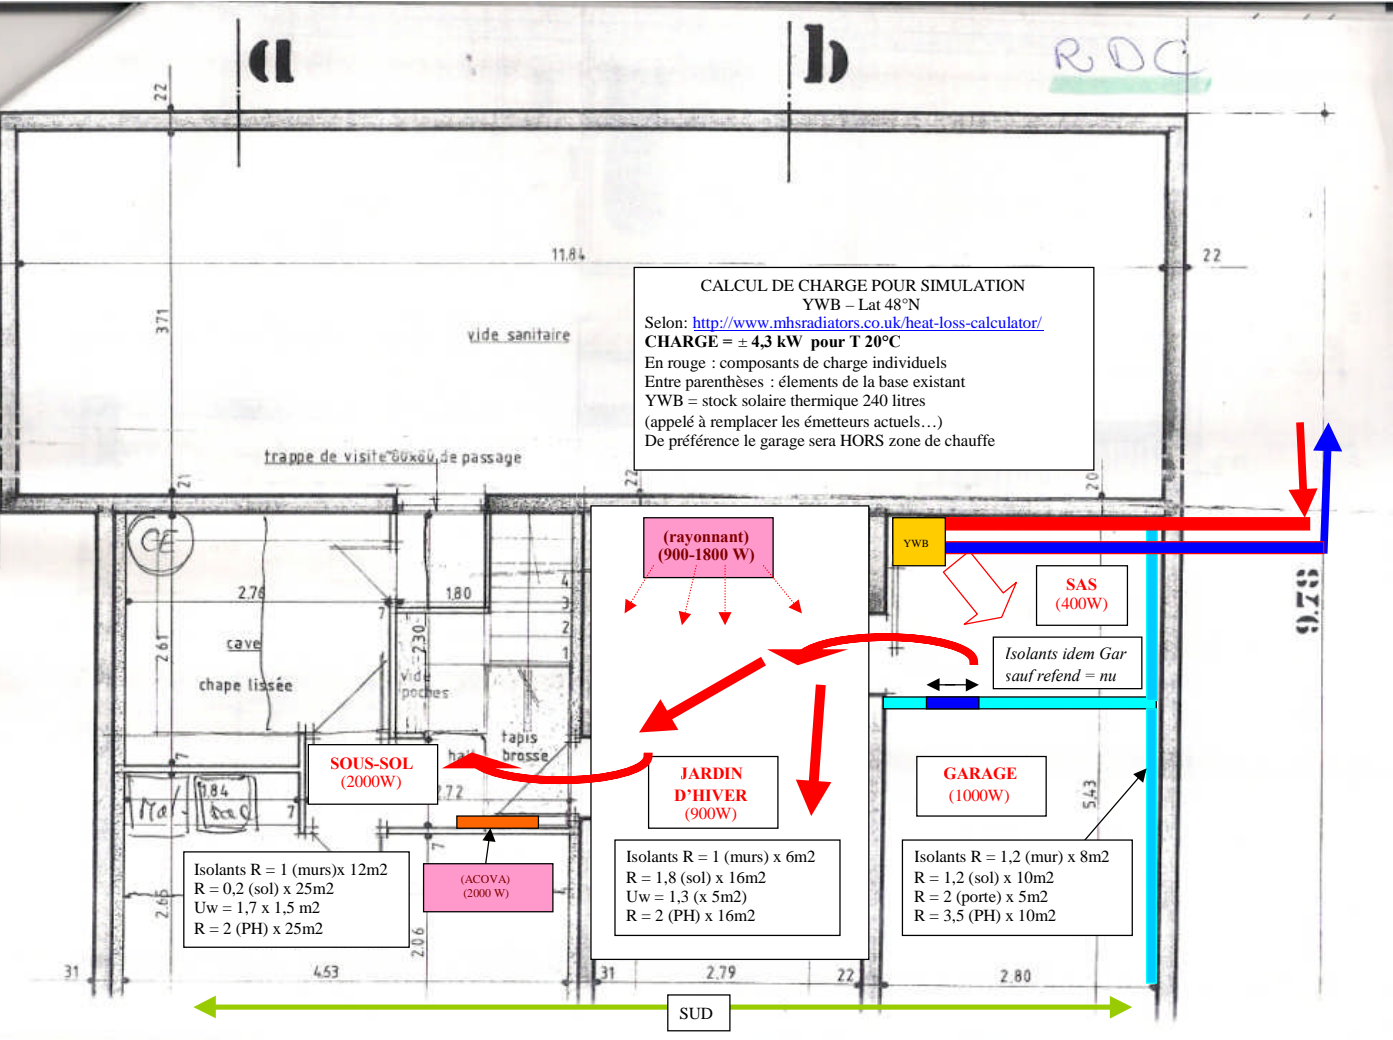 a
b
RDC
22
11.84
22
371
vide sanitaire
CALCUL DE CHARGE POUR SIMULATION
YWB – Lat 48°N
Selon: http://www.mhsradiators.co.uk/heat-loss-calculator/
CHARGE = ± 4,3 kW pour T 20°C
En rouge : composants de charge individuels
Entre parenthèses : élements de la base existant
YWB = stock solaire thermique 240 litres
(appelé à remplacer les émetteurs actuels…)
De préférence le garage sera HORS zone de chauffe
trappe de visite 60x60 de passage
21
22
20
CE
(rayonnant)
(900-1800 W)
YWB
SAS
(400W)
979
2.76
7
180
4
3
2
1
2.61
cave
chape lissée
2.30
vide
poches
Isolants idem Gar
sauf refend = nu
hall
tapis
brosse
SOUS-SOL
(2000W)
JARDIN
D'HIVER
(900W)
GARAGE
(1000W)
5,43
7
1.84
7
2.72
7
Isolants R = 1 (murs)x 12m2
R = 0,2 (sol) x 25m2
Uw = 1,7 x 1,5 m2
R = 2 (PH) x 25m2
(ACOVA)
(2000 W)
Isolants R = 1 (murs) x 6m2
R = 1,8 (sol) x 16m2
Uw = 1,3 (x 5m2)
R = 2 (PH) x 16m2
Isolants R = 1,2 (mur) x 8m2
R = 1,2 (sol) x 10m2
R = 2 (porte) x 5m2
R = 3,5 (PH) x 10m2
2.65
2.06
31
4.53
31
2.79
22
2.80
SUD